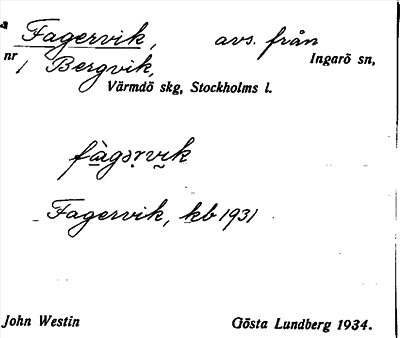 Fagervik, avs. från
nr 1 Bergvik, Ingarö sn,
Värmdö skg, Stockholms l.
fàgərvik
Fagervik, kb 1931
John Westin Gösta Lundberg 1934.